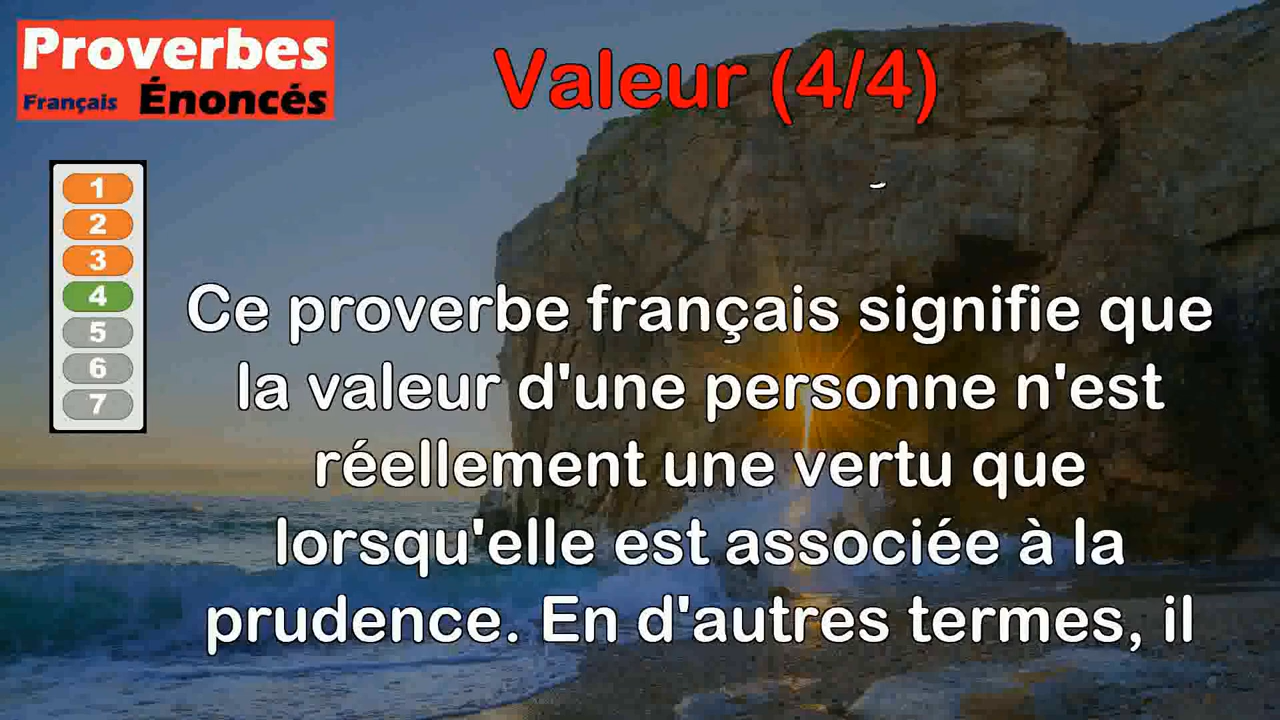 Proverbes
Français Énoncés
Valeur (4/4)
1
2
3
4
5
6
7
Ce proverbe français signifie que
la valeur d'une personne n'est
réellement une vertu que
lorsqu'elle est associée à la
prudence. En d'autres termes, il